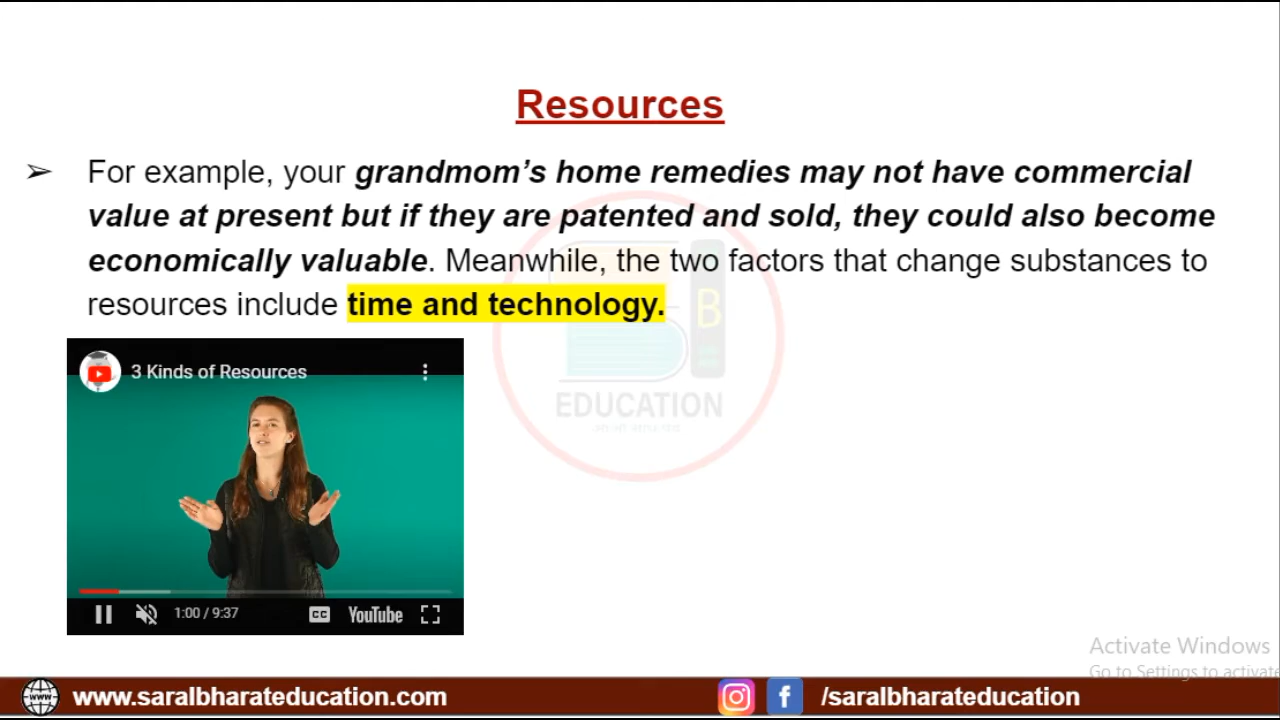 Resources
➢ For example, your grandmom's home remedies may not have commercial
value at present but if they are patented and sold, they could also become
economically valuable. Meanwhile, the two factors that change substances to
resources include time and technology.
B
EDUCATION
3 Kinds of Resources
1:00 / 9:37
CC
YouTube
Activate Windows
Go to Settings to activate
www
www.saralbharateducation.com
/saralbharateducation